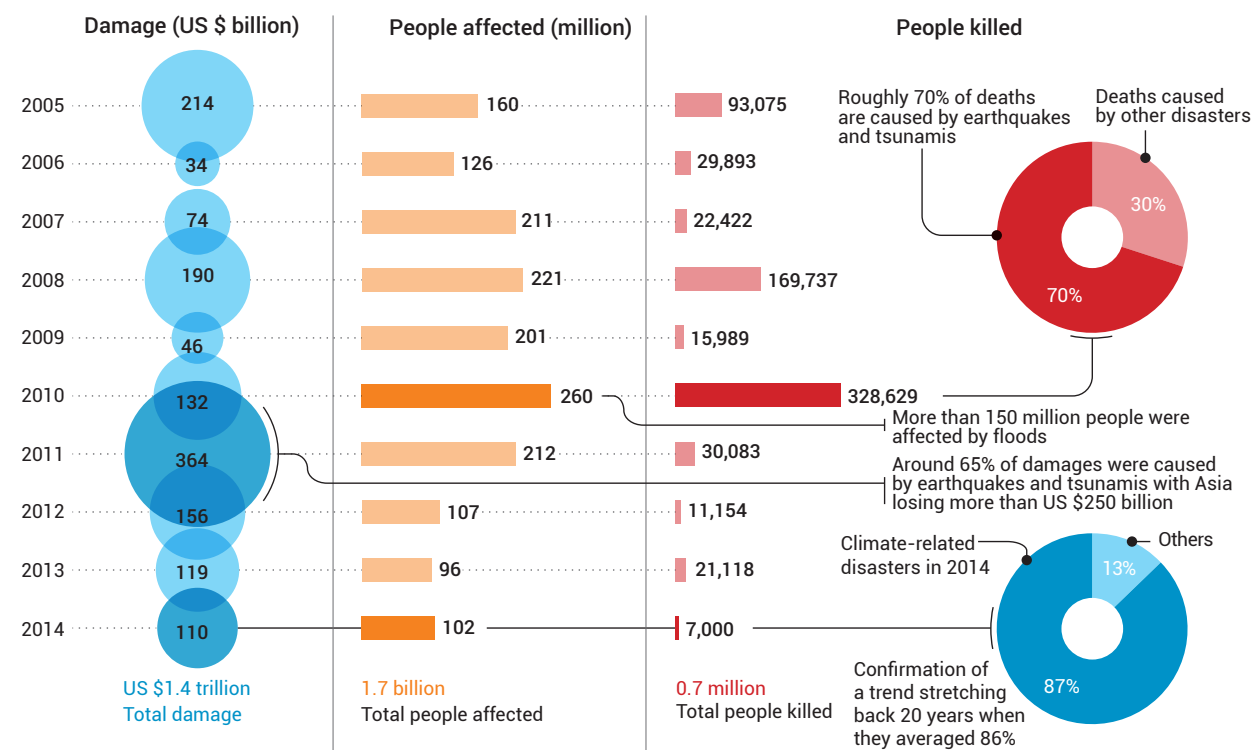 Damage (US $ billion)
People affected (million)
People killed
2005
214
160
93,075
2006
34
126
29,893
2007
74
211
22,422
2008
190
221
169,737
2009
46
201
15,989
2010
132
260
328,629
2011
364
212
30,083
2012
156
107
11,154
2013
119
96
21,118
2014
110
102
7,000
US $1.4 trillion
Total damage
1.7 billion
Total people affected
0.7 million
Total people killed
Roughly 70% of deaths
are caused by earthquakes
and tsunamis
Deaths caused
by other disasters
30%
70%
More than 150 million people were
affected by floods
Around 65% of damages were caused
by earthquakes and tsunamis with Asia
losing more than US $250 billion
Climate-related
disasters in 2014
Others
13%
87%
Confirmation of
a trend stretching
back 20 years when
they averaged 86%